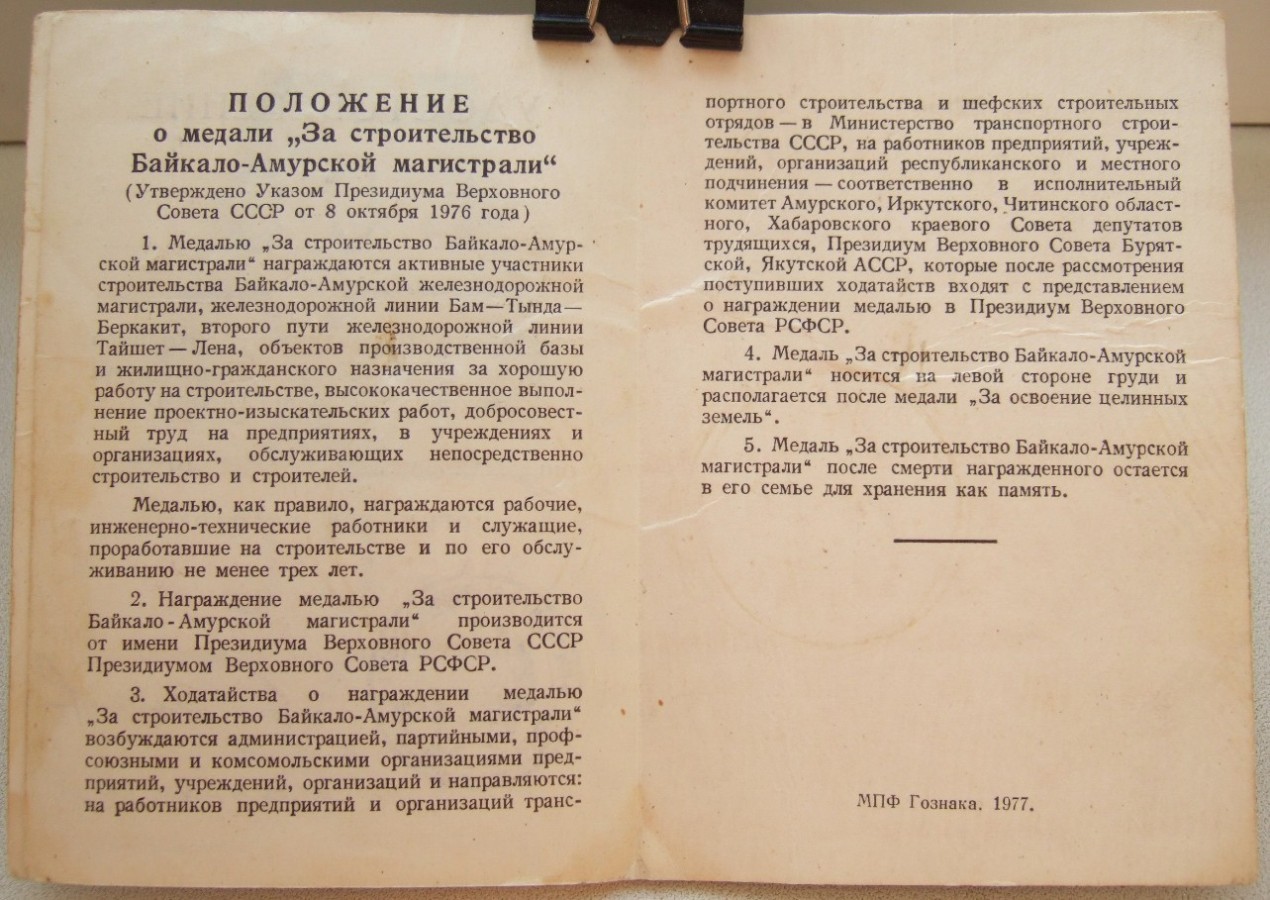 ПОЛОЖЕНИЕ
о медали „За строительство
Байкало-Амурской магистрали“
(Утверждено Указом Президиума Верховного
Совета СССР от 8 октября 1976 года)
1. Медалью „За строительство Байкало-Амур-
ской магистрали“ награждаются активные участники
строительства Байкало-Амурской железнодорожной
магистрали, железнодорожной линии Бам—Тында—
Беркакит, второго пути железнодорожной линии
Тайшет—Лена, объектов производственной базы
и жилищно-гражданского назначения за хорошую
работу на строительстве, высококачественное выпол-
нение проектно-изыскательских работ, добросовест-
ный труд на предприятиях, в учреждениях и
организациях, обслуживающих непосредственно
строительство и строителей.
Медалью, как правило, награждаются рабочие,
инженерно-технические работники и служащие,
проработавшие на строительстве и по его обслу-
живанию не менее трех лет.
2. Награждение медалью „За строительство
Байкало-Амурской магистрали“ производится
от имени Президиума Верховного Совета СССР
Президиумом Верховного Совета РСФСР.
3. Ходатайства о награждении медалью
„За строительство Байкало-Амурской магистрали“
возбуждаются администрацией, партийными, проф-
союзными и комсомольскими организациями пред-
приятий, учреждений, организаций и направляются:
на работников предприятий и организаций транс-
портного строительства и шефских строительных
отрядов — в Министерство транспортного строи-
тельства СССР, на работников предприятий, учреж-
дений, организаций республиканского и местного
подчинения — соответственно в исполнительный
комитет Амурского, Иркутского, Читинского област-
ного, Хабаровского краевого Совета депутатов
трудящихся, Президиум Верховного Совета Бурят-
ской, Якутской АССР, которые после рассмотрения
поступивших ходатайств входят с представлением
о награждении медалью в Президиум Верховного
Совета РСФСР.
4. Медаль „За строительство Байкало-Амурской
магистрали“ носится на левой стороне груди и
располагается после медали „За освоение целинных
земель“.
5. Медаль „За строительство Байкало-Амурской
магистрали“ после смерти награжденного остается
в его семье для хранения как память.
МПФ Гознака. 1977.